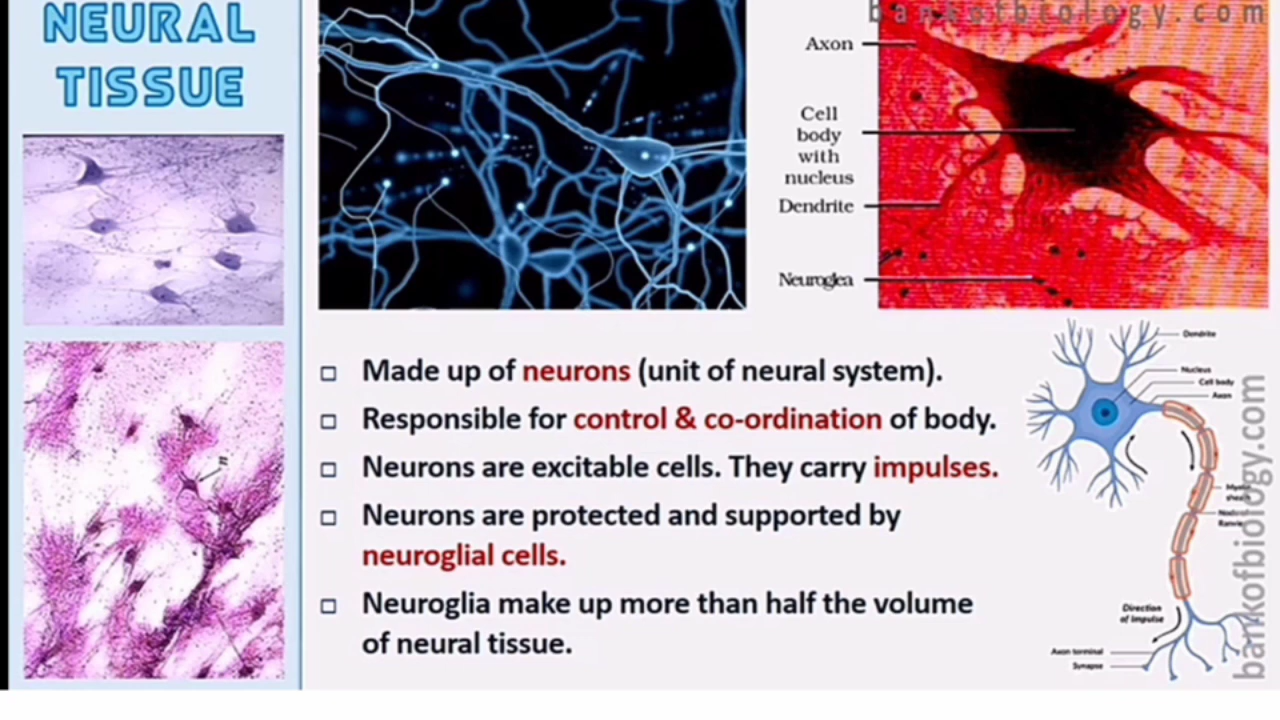 NEURAL
TISSUE
bankofbiology.com
Axon
Cell
body
with
nucleus
Dendrite
Neuroglea
□ Made up of neurons (unit of neural system).
□ Responsible for control & co-ordination of body.
□ Neurons are excitable cells. They carry impulses.
□ Neurons are protected and supported by
neuroglial cells.
□ Neuroglia make up more than half the volume
of neural tissue.
Dendrite
Nucleus
Cell body
Axon
Direction
of impulse
Axon terminal
Synapse
bankofbiology.com